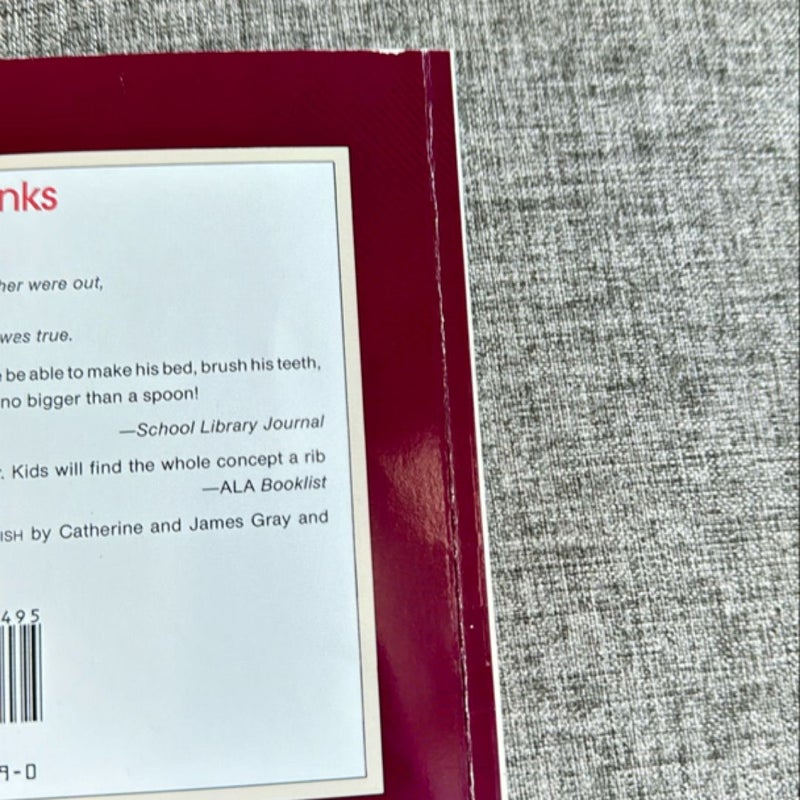 nks
her were out,
wes true.
be able to make his bed, brush his teeth,
no bigger than a spoon!
—School Library Journal
. Kids will find the whole concept a rib
—ALA Booklist
ISH by Catherine and James Gray and
495
9-0